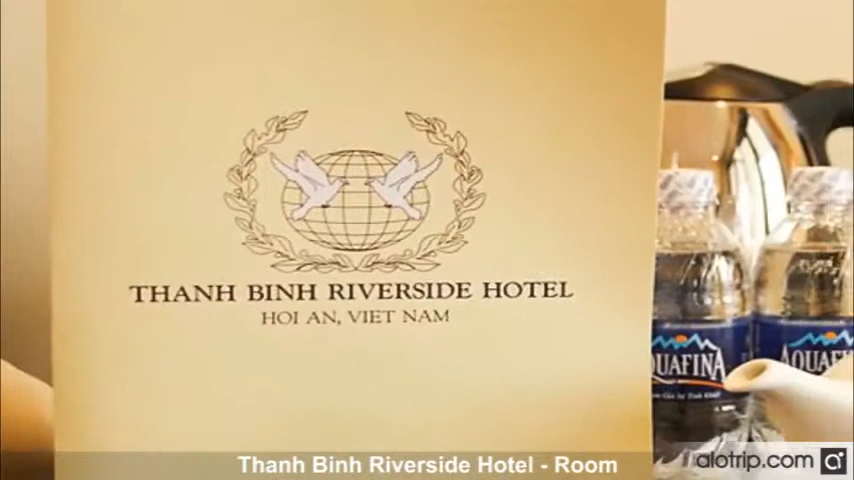 THANH BINH RIVERSIDE HOTEL
HOI AN, VIET NAM
AQUAFINA
AQUAFINA
Thanh Binh Riverside Hotel - Room
alotrip.com